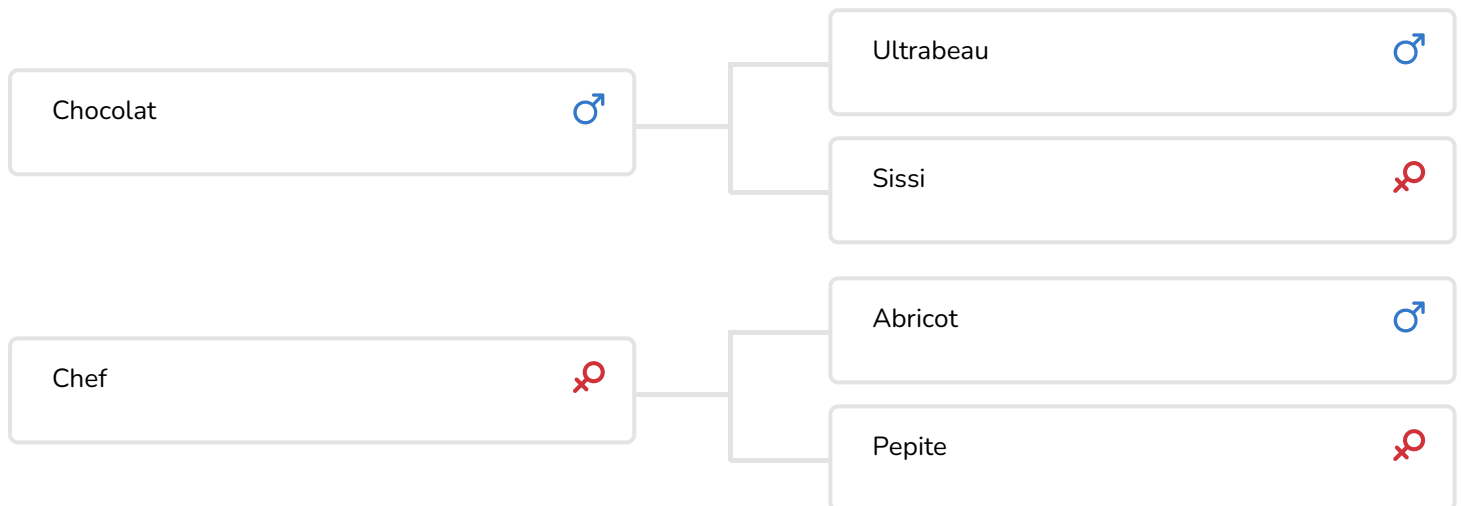 Ultrabeau
Chocolat
Sissi
Abricot
Chef
Pepite